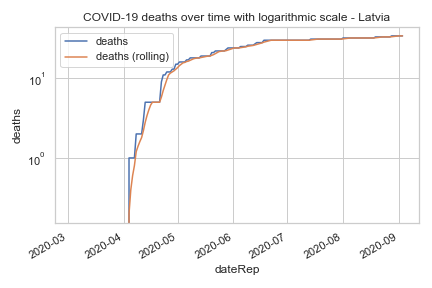 COVID-19 deaths over time with logarithmic scale - Latvia
deaths
deaths (rolling)
10¹
10⁰
deaths
2020-03
2020-04
2020-05
2020-06
2020-07
2020-08
2020-09
dateRep